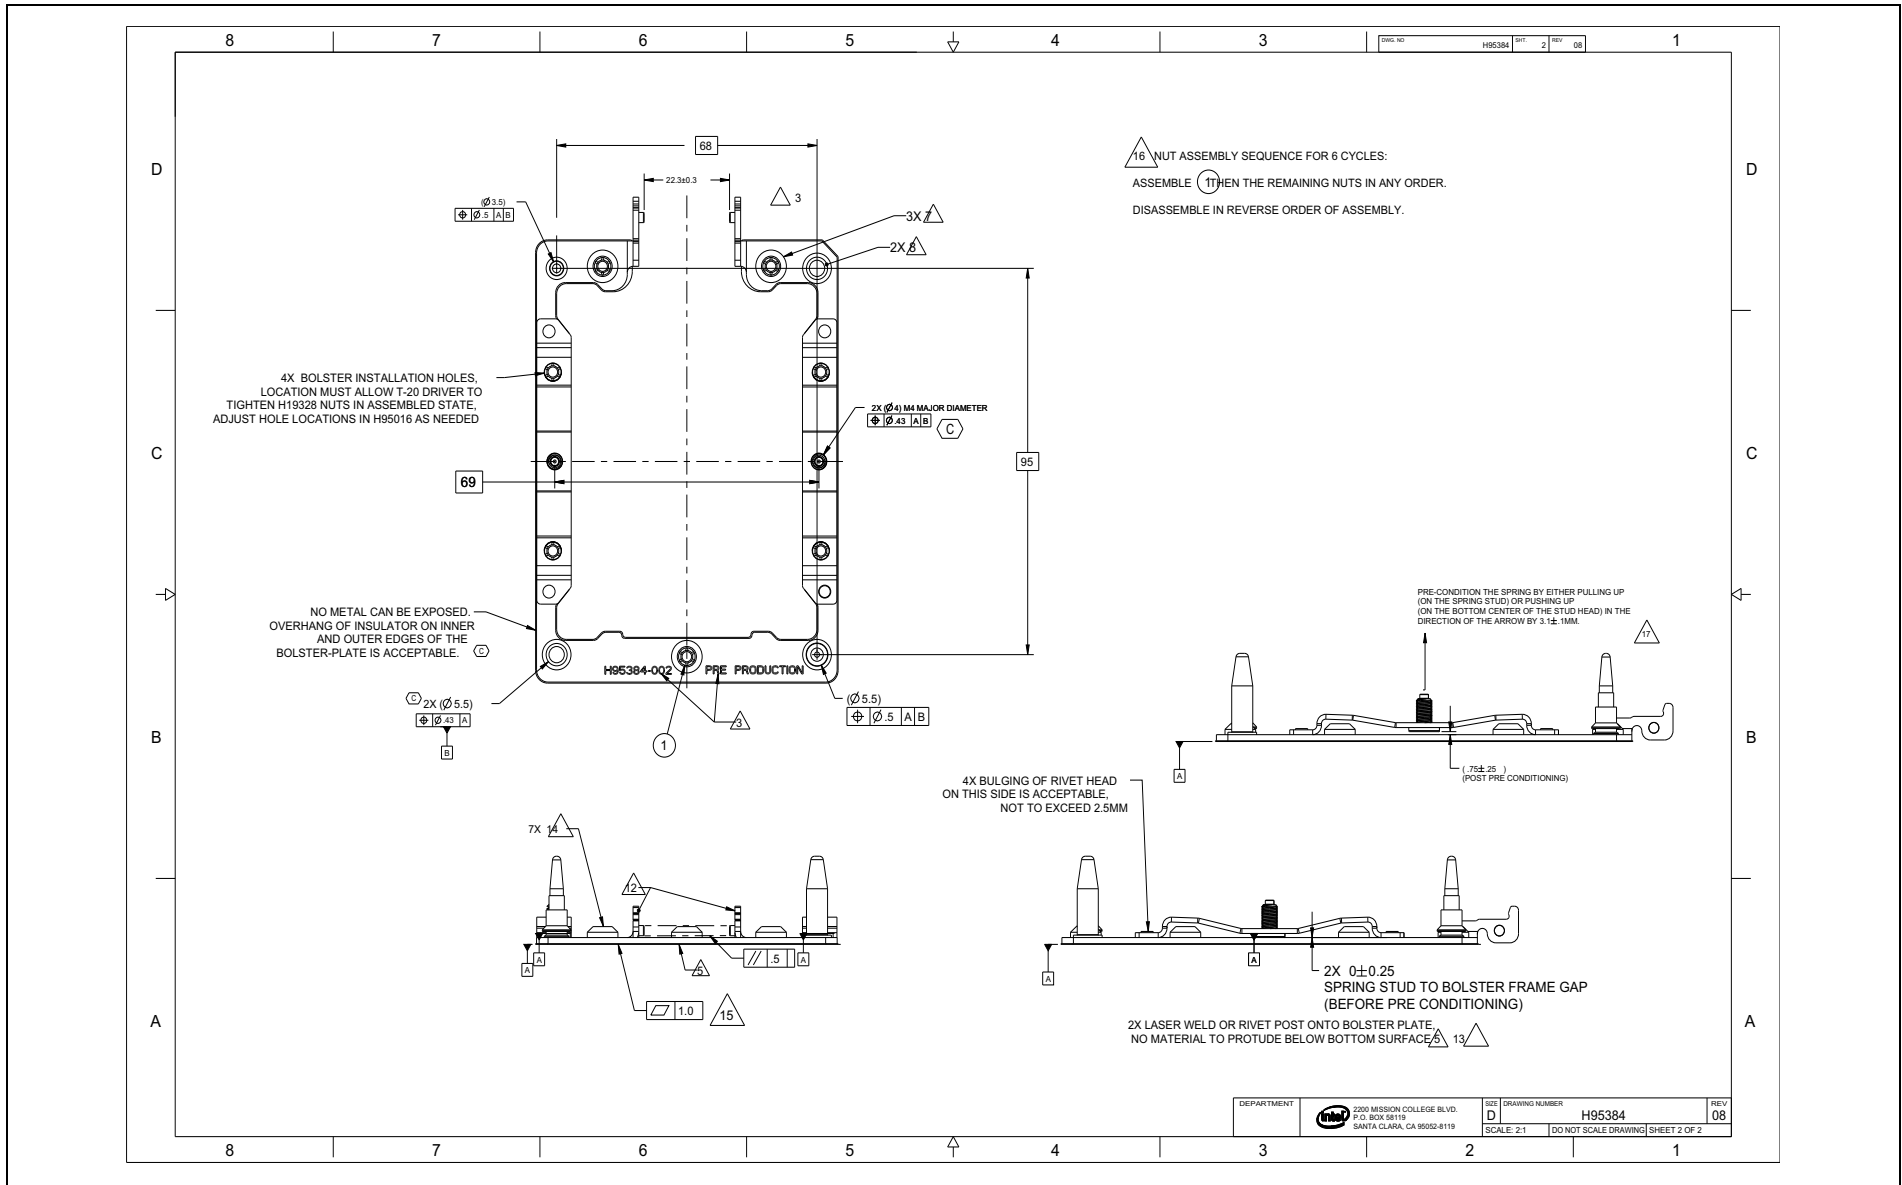 8 7 6 5 4 3 1
DWG. NO H95384 SHT. 2 REV 08
D
D
68
22.3±0.3
3
(Ø3.5)
⌖ Ø.5 A B
3X 7
2X 8
16 NUT ASSEMBLY SEQUENCE FOR 6 CYCLES:
ASSEMBLE 1 THEN THE REMAINING NUTS IN ANY ORDER.
DISASSEMBLE IN REVERSE ORDER OF ASSEMBLY.
4X BOLSTER INSTALLATION HOLES,
LOCATION MUST ALLOW T-20 DRIVER TO
TIGHTEN H19328 NUTS IN ASSEMBLED STATE,
ADJUST HOLE LOCATIONS IN H95016 AS NEEDED
2X (Ø4) M4 MAJOR DIAMETER
⌖ Ø.43 A B
C
C
C
95
69
NO METAL CAN BE EXPOSED.
OVERHANG OF INSULATOR ON INNER
AND OUTER EDGES OF THE
BOLSTER-PLATE IS ACCEPTABLE. C
H95384-002 PRE PRODUCTION
C 2X (Ø5.5)
⌖ Ø.43 A
B
3
1
(Ø5.5)
⌖ Ø.5 A B
PRE-CONDITION THE SPRING BY EITHER PULLING UP
(ON THE SPRING STUD) OR PUSHING UP
(ON THE BOTTOM CENTER OF THE STUD HEAD) IN THE
DIRECTION OF THE ARROW BY 3.1±.1MM.
17
B
B
A
( .75±.25 )
(POST PRE CONDITIONING)
4X BULGING OF RIVET HEAD
ON THIS SIDE IS ACCEPTABLE,
NOT TO EXCEED 2.5MM
7X 14
12
A
A
A
// .5
5
⏥ 1.0
15
A
A
2X 0±0.25
SPRING STUD TO BOLSTER FRAME GAP
(BEFORE PRE CONDITIONING)
2X LASER WELD OR RIVET POST ONTO BOLSTER PLATE,
NO MATERIAL TO PROTUDE BELOW BOTTOM SURFACE 5 13
A
A
DEPARTMENT
intel
2200 MISSION COLLEGE BLVD.
P.O. BOX 58119
SANTA CLARA, CA 95052-8119
SIZE D DRAWING NUMBER H95384 REV 08
SCALE: 2:1 DO NOT SCALE DRAWING SHEET 2 OF 2
8 7 6 5 4 3 2 1